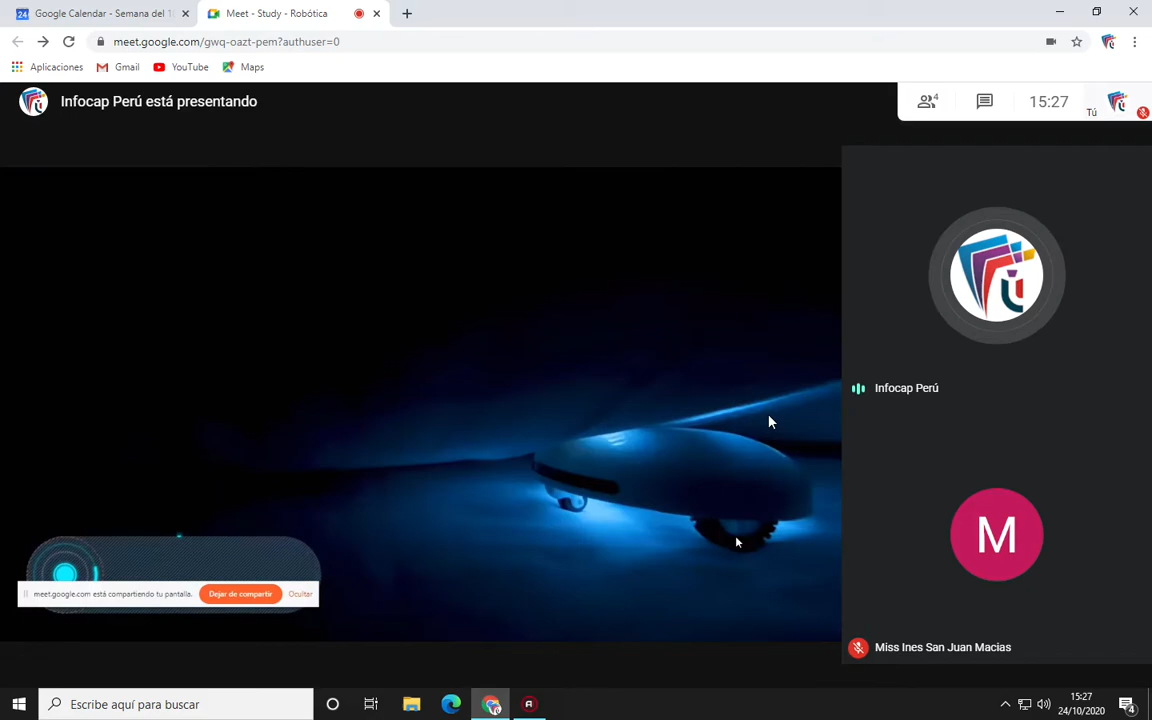 Google Calendar - Semana del 1
Meet - Study - Robótica
meet.google.com/gwq-oazt-pem?authuser=0
Aplicaciones
Gmail
YouTube
Maps
Infocap Perú está presentando
4
15:27
Tú
Infocap Perú
M
Miss Ines San Juan Macias
meet.google.com está compartiendo tu pantalla.
Dejar de compartir
Ocultar
Escribe aquí para buscar
15:27
24/10/2020
4